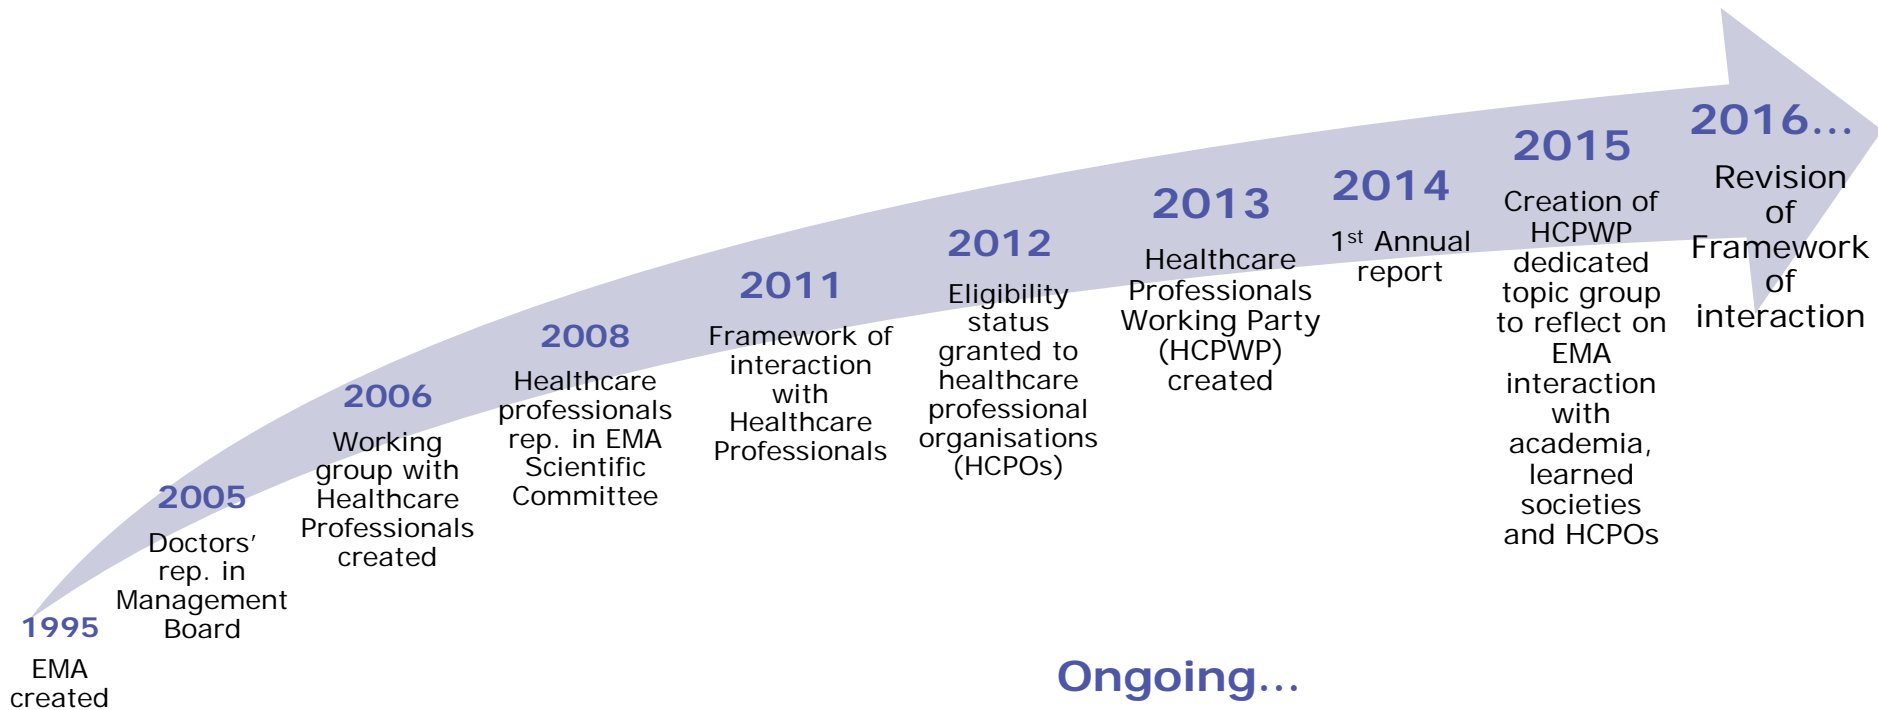 1995
EMA
created
2005
Doctors’
rep. in
Management
Board
2006
Working
group with
Healthcare
Professionals
created
2008
Healthcare
professionals
rep. in EMA
Scientific
Committee
2011
Framework of
interaction
with
Healthcare
Professionals
2012
Eligibility
status
granted to
healthcare
professional
organisations
(HCPOs)
2013
Healthcare
Professionals
Working Party
(HCPWP)
created
2014
1st Annual
report
2015
Creation of
HCPWP
dedicated
topic group
to reflect on
EMA
interaction
with
academia,
learned
societies
and HCPOs
2016...
Revision
of
Framework
of
interaction
Ongoing...